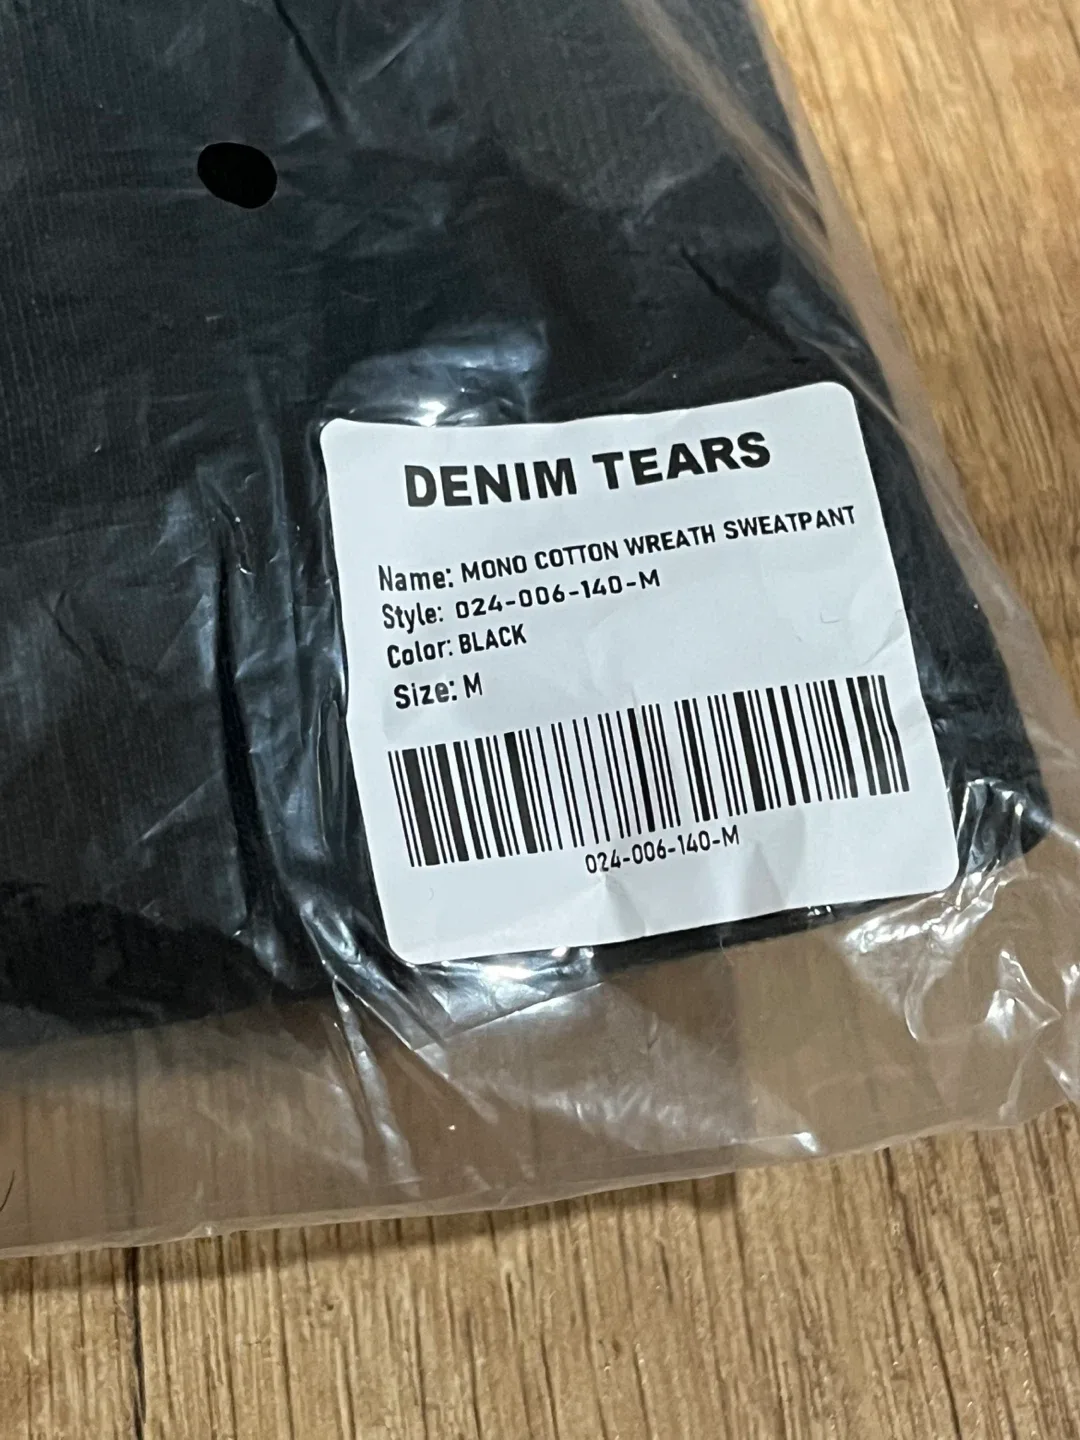 DENIM TEARS
Name: MONO COTTON WREATH SWEATPANT
Style: 024-006-140-M
Color: BLACK
Size: M
024-006-140-M